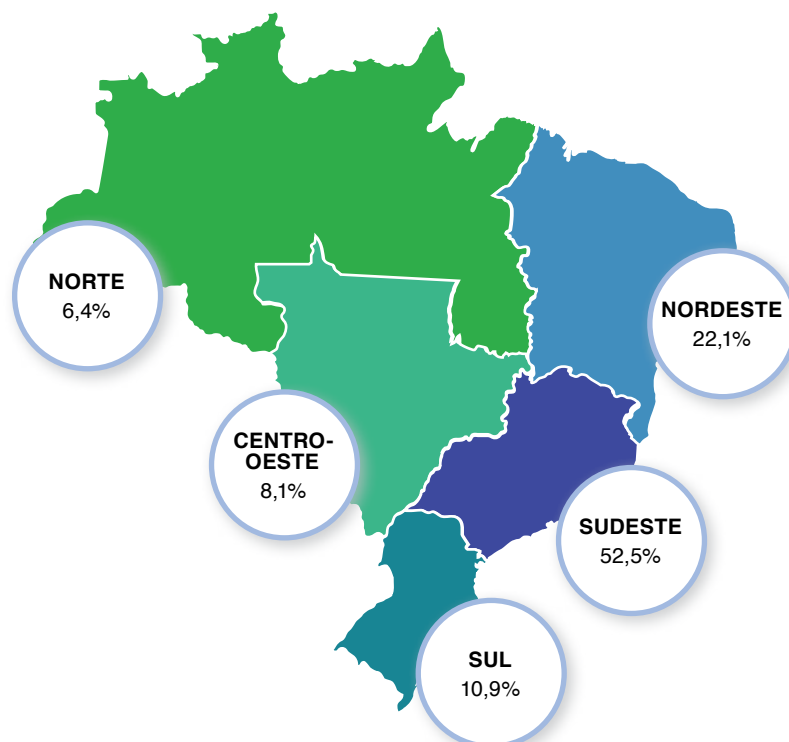 NORTE
6,4%
NORDESTE
22,1%
CENTRO-
OESTE
8,1%
SUDESTE
52,5%
SUL
10,9%